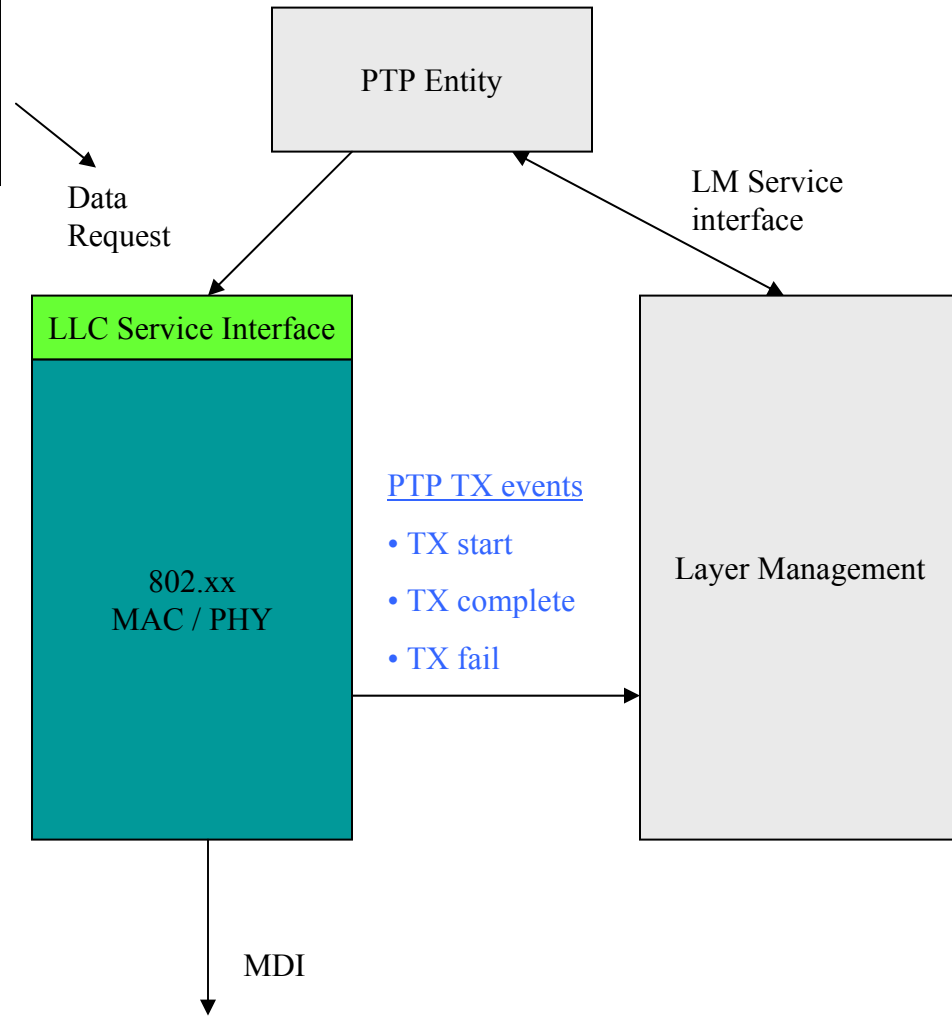 PTP Entity
LM Service
interface
Data
Request
LLC Service Interface
PTP TX events
• TX start
• TX complete
• TX fail
802.xx
MAC / PHY
Layer Management
MDI